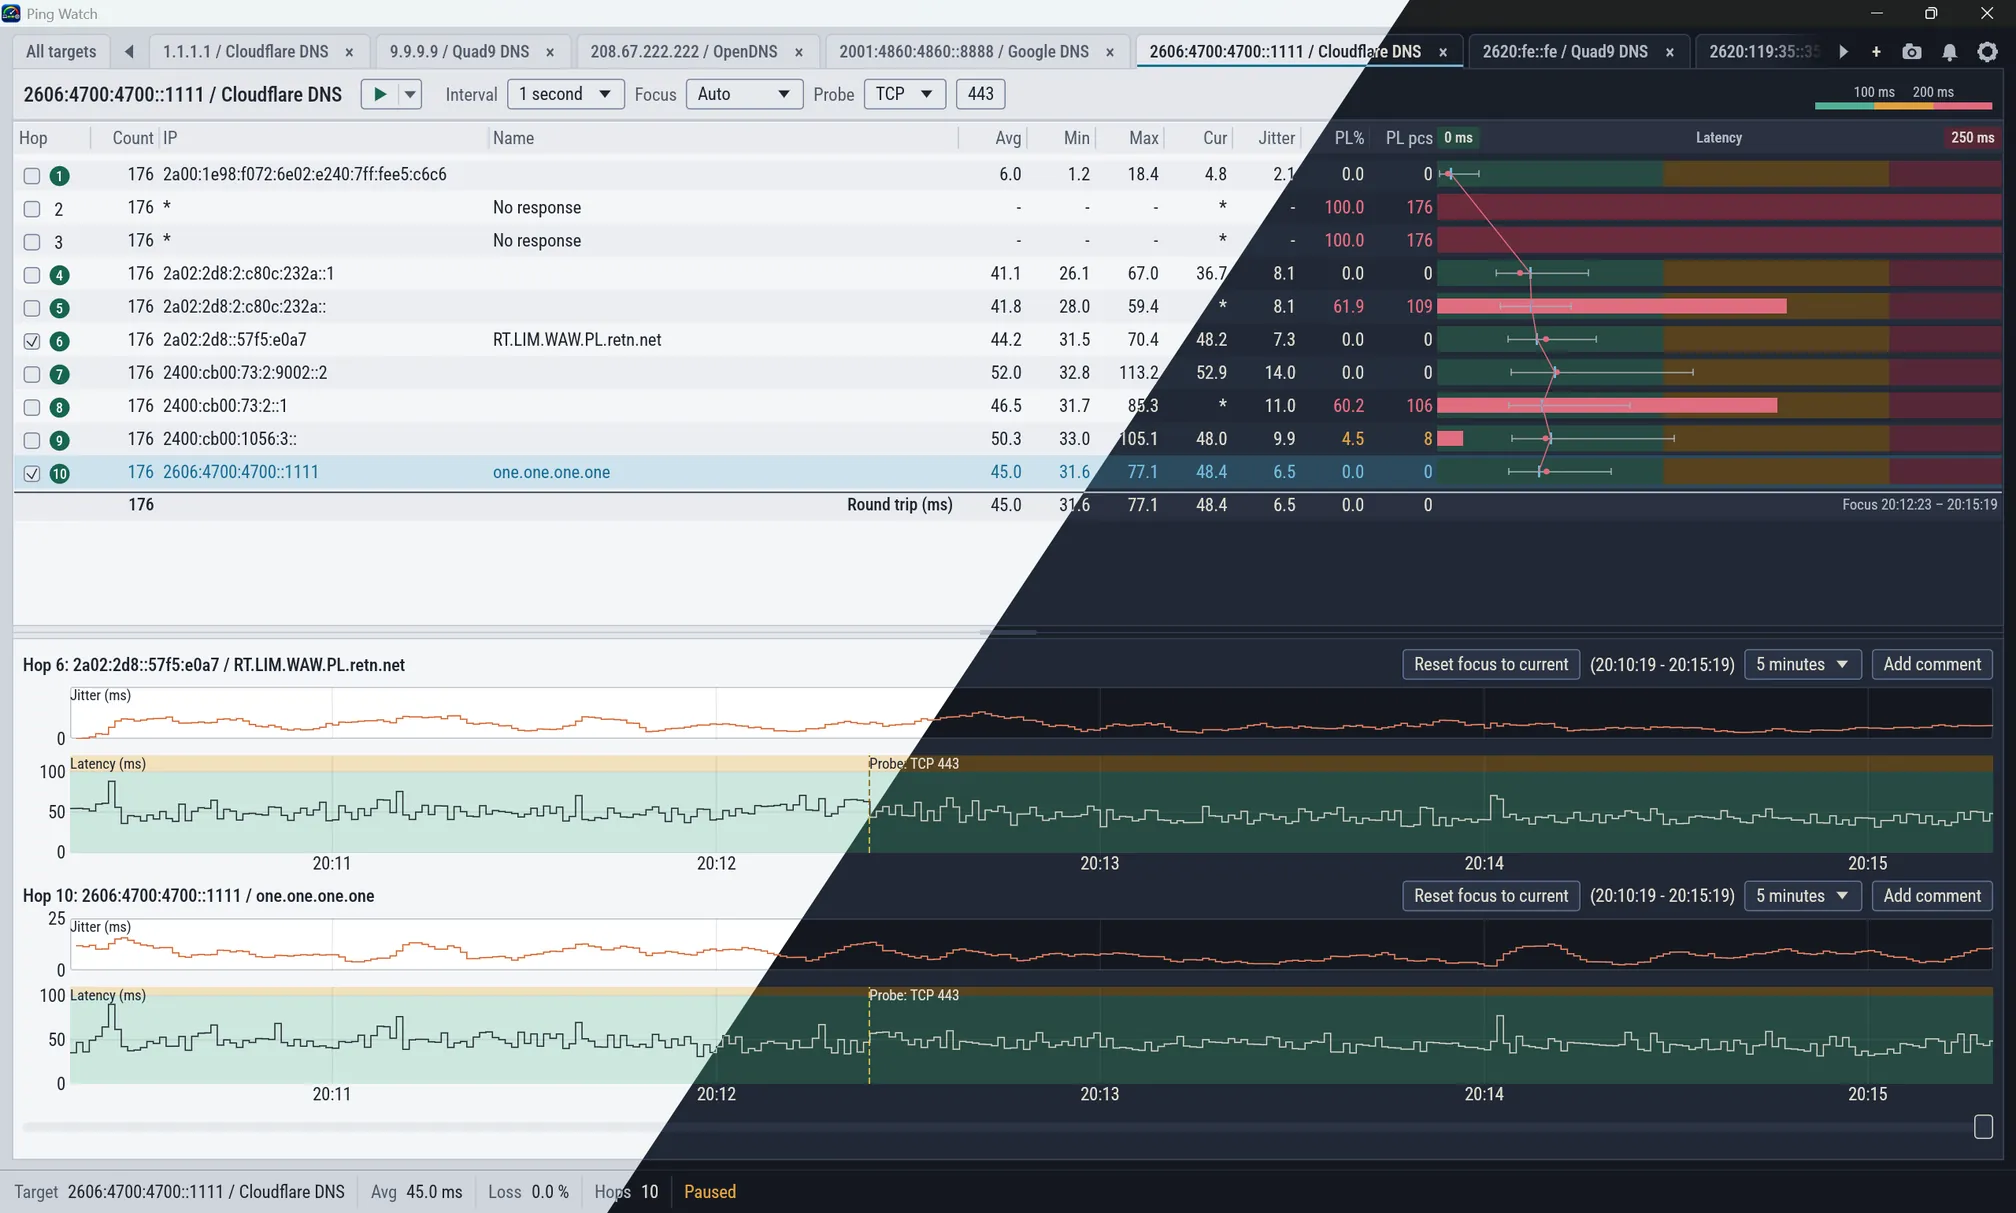 Ping Watch
All targets
1.1.1.1 / Cloudflare DNS ×
9.9.9.9 / Quad9 DNS ×
208.67.222.222 / OpenDNS ×
2001:4860:4860::8888 / Google DNS ×
2606:4700:4700::1111 / Cloudflare DNS ×
2620:fe::fe / Quad9 DNS ×
2620:119:35::35
2606:4700:4700::1111 / Cloudflare DNS
Interval 1 second Focus Auto Probe TCP 443
100 ms 200 ms
Hop Count IP Name Avg Min Max Cur Jitter PL% PL pcs 0 ms Latency 250 ms
1 176 2a00:1e98:f072:6e02:e240:7ff:fee5:c6c6 6.0 1.2 18.4 4.8 2.1 0.0 0
2 176 * No response - - - * - 100.0 176
3 176 * No response - - - * - 100.0 176
4 176 2a02:2d8:2:c80c:232a::1 41.1 26.1 67.0 36.7 8.1 0.0 0
5 176 2a02:2d8:2:c80c:232a:: 41.8 28.0 59.4 * 8.1 61.9 109
6 176 2a02:2d8::57f5:e0a7 RT.LIM.WAW.PL.retn.net 44.2 31.5 70.4 48.2 7.3 0.0 0
7 176 2400:cb00:73:2:9002::2 52.0 32.8 113.2 52.9 14.0 0.0 0
8 176 2400:cb00:73:2::1 46.5 31.7 85.3 * 11.0 60.2 106
9 176 2400:cb00:1056:3:: 50.3 33.0 105.1 48.0 9.9 4.5 8
10 176 2606:4700:4700::1111 one.one.one.one 45.0 31.6 77.1 48.4 6.5 0.0 0
176 Round trip (ms) 45.0 31.6 77.1 48.4 6.5 0.0 0 Focus 20:12:23 – 20:15:19
Hop 6: 2a02:2d8::57f5:e0a7 / RT.LIM.WAW.PL.retn.net
Reset focus to current (20:10:19 - 20:15:19) 5 minutes Add comment
Jitter (ms)
0
Latency (ms) Probe: TCP 443
100
50
0
20:11 20:12 20:13 20:14 20:15
Hop 10: 2606:4700:4700::1111 / one.one.one.one
Reset focus to current (20:10:19 - 20:15:19) 5 minutes Add comment
25
Jitter (ms)
0
100 Latency (ms) Probe: TCP 443
50
0
20:11 20:12 20:13 20:14 20:15
Target 2606:4700:4700::1111 / Cloudflare DNS Avg 45.0 ms Loss 0.0 % Hops 10 Paused